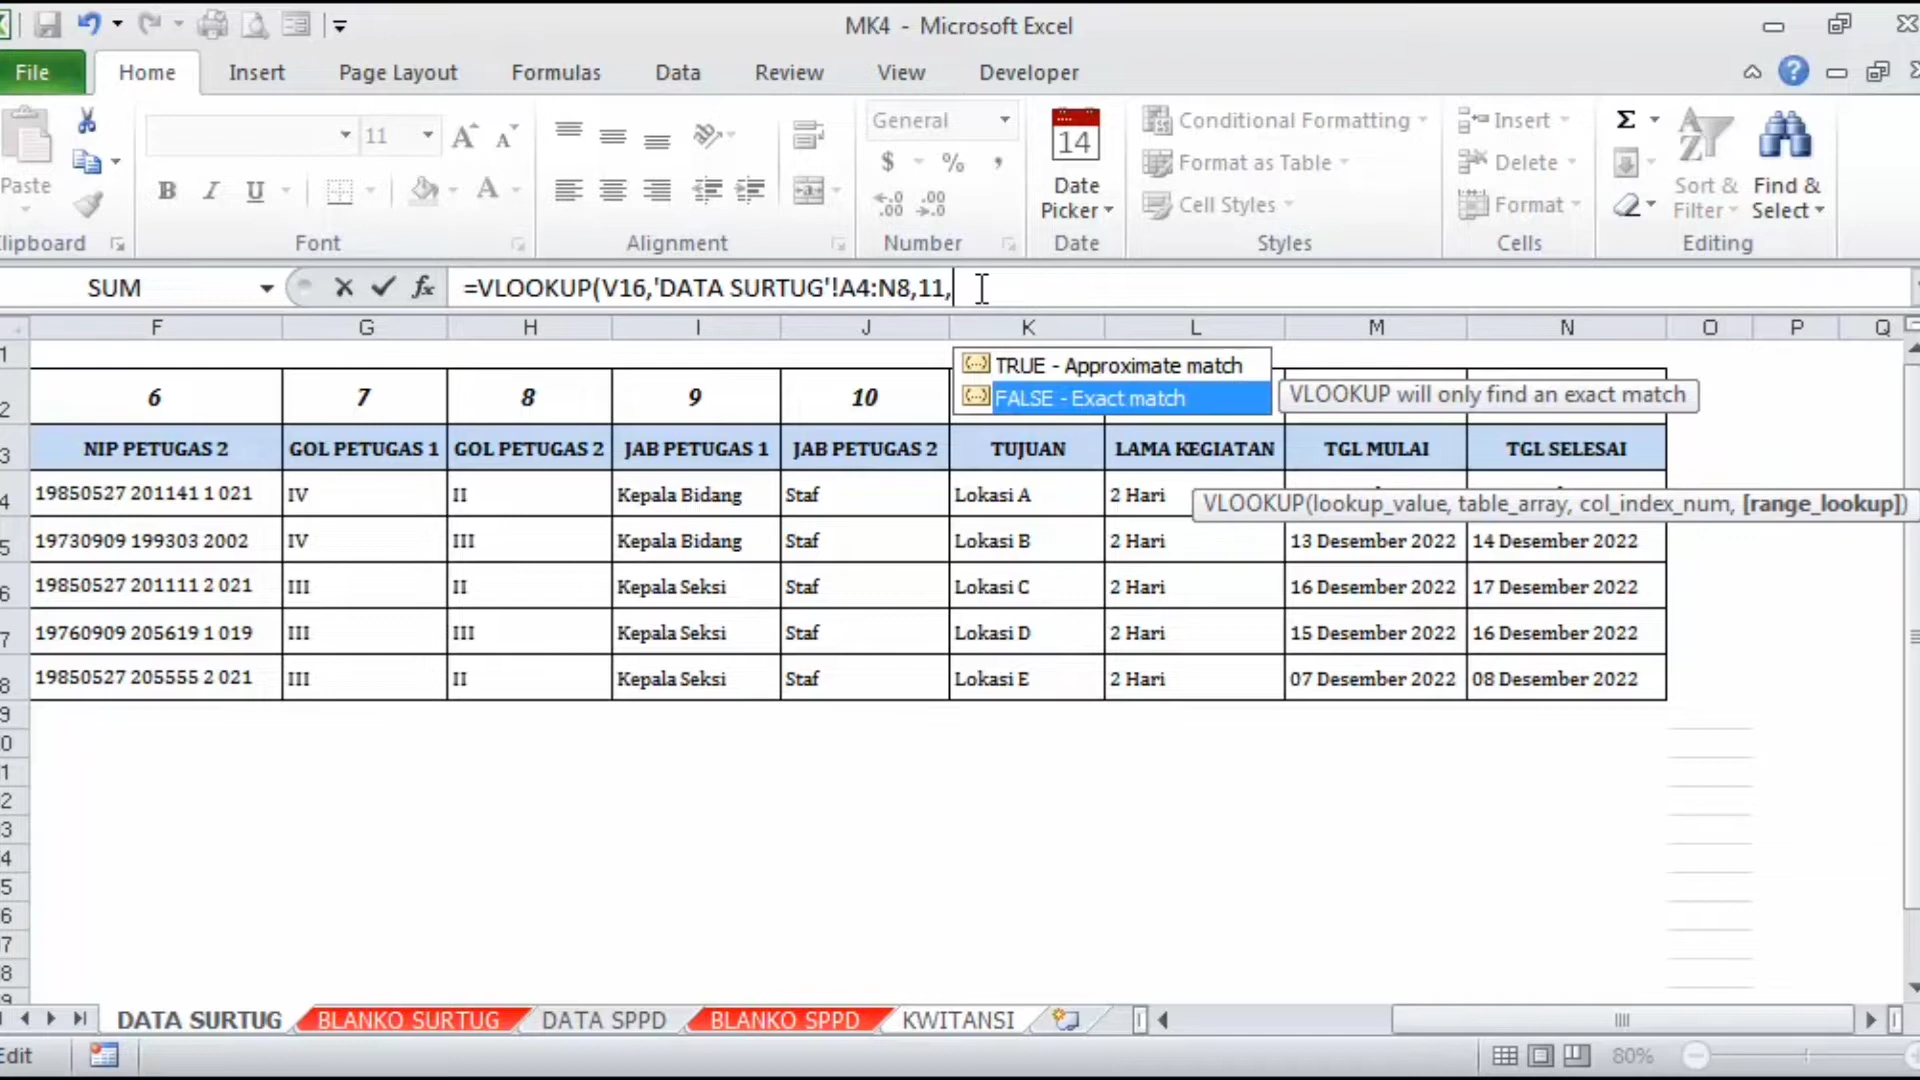 MK4 - Microsoft Excel
File Home Insert Page Layout Formulas Data Review View Developer
11 General 14 Conditional Formatting Insert
$ % , Format as Table Delete
Paste B I U A Date Picker Cell Styles Format Sort & Filter Find & Select
Font Alignment Number Date Styles Cells Editing
SUM fx =VLOOKUP(V16,'DATA SURTUG'!A4:N8,11,
F G H I J K L M N O P Q
TRUE - Approximate match
FALSE - Exact match VLOOKUP will only find an exact match
6 7 8 9 10
NIP PETUGAS 2 GOL PETUGAS 1 GOL PETUGAS 2 JAB PETUGAS 1 JAB PETUGAS 2 TUJUAN LAMA KEGIATAN TGL MULAI TGL SELESAI
19850527 201141 1 021 IV II Kepala Bidang Staf Lokasi A 2 Hari
VLOOKUP(lookup_value, table_array, col_index_num, [range_lookup])
19730909 199303 2002 IV III Kepala Bidang Staf Lokasi B 2 Hari 13 Desember 2022 14 Desember 2022
19850527 201111 2 021 III II Kepala Seksi Staf Lokasi C 2 Hari 16 Desember 2022 17 Desember 2022
19760909 205619 1 019 III III Kepala Seksi Staf Lokasi D 2 Hari 15 Desember 2022 16 Desember 2022
19850527 205555 2 021 III II Kepala Seksi Staf Lokasi E 2 Hari 07 Desember 2022 08 Desember 2022
DATA SURTUG BLANKO SURTUG DATA SPPD BLANKO SPPD KWITANSI
80%